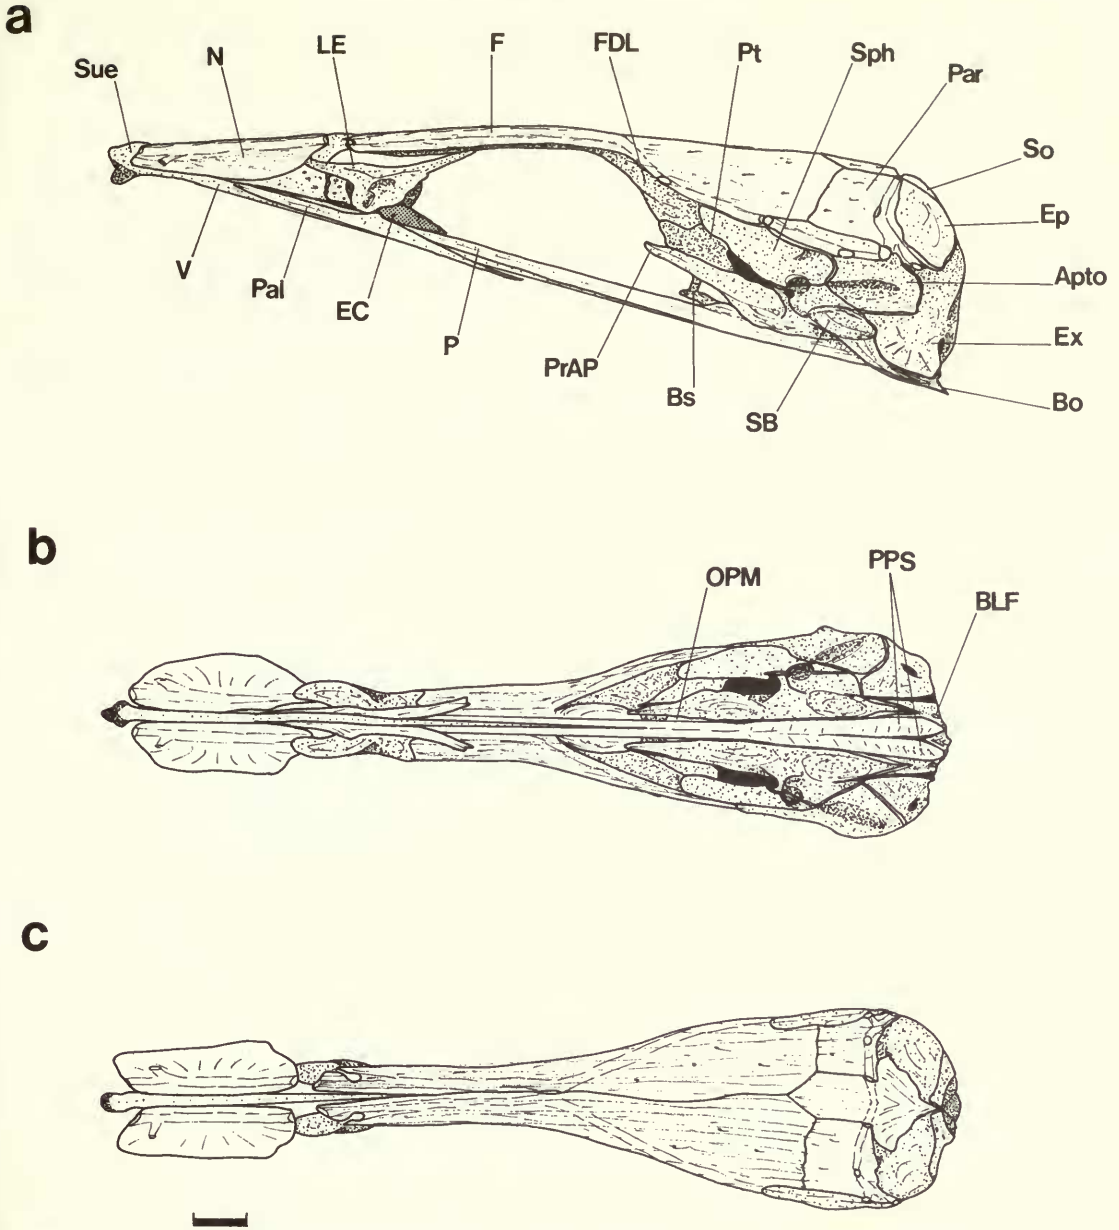 a
Sue N LE F FDL Pt Sph Par
So
Ep
Apto
Ex
Bo
V Pal EC P PrAP Bs SB
b
OPM PPS BLF
c